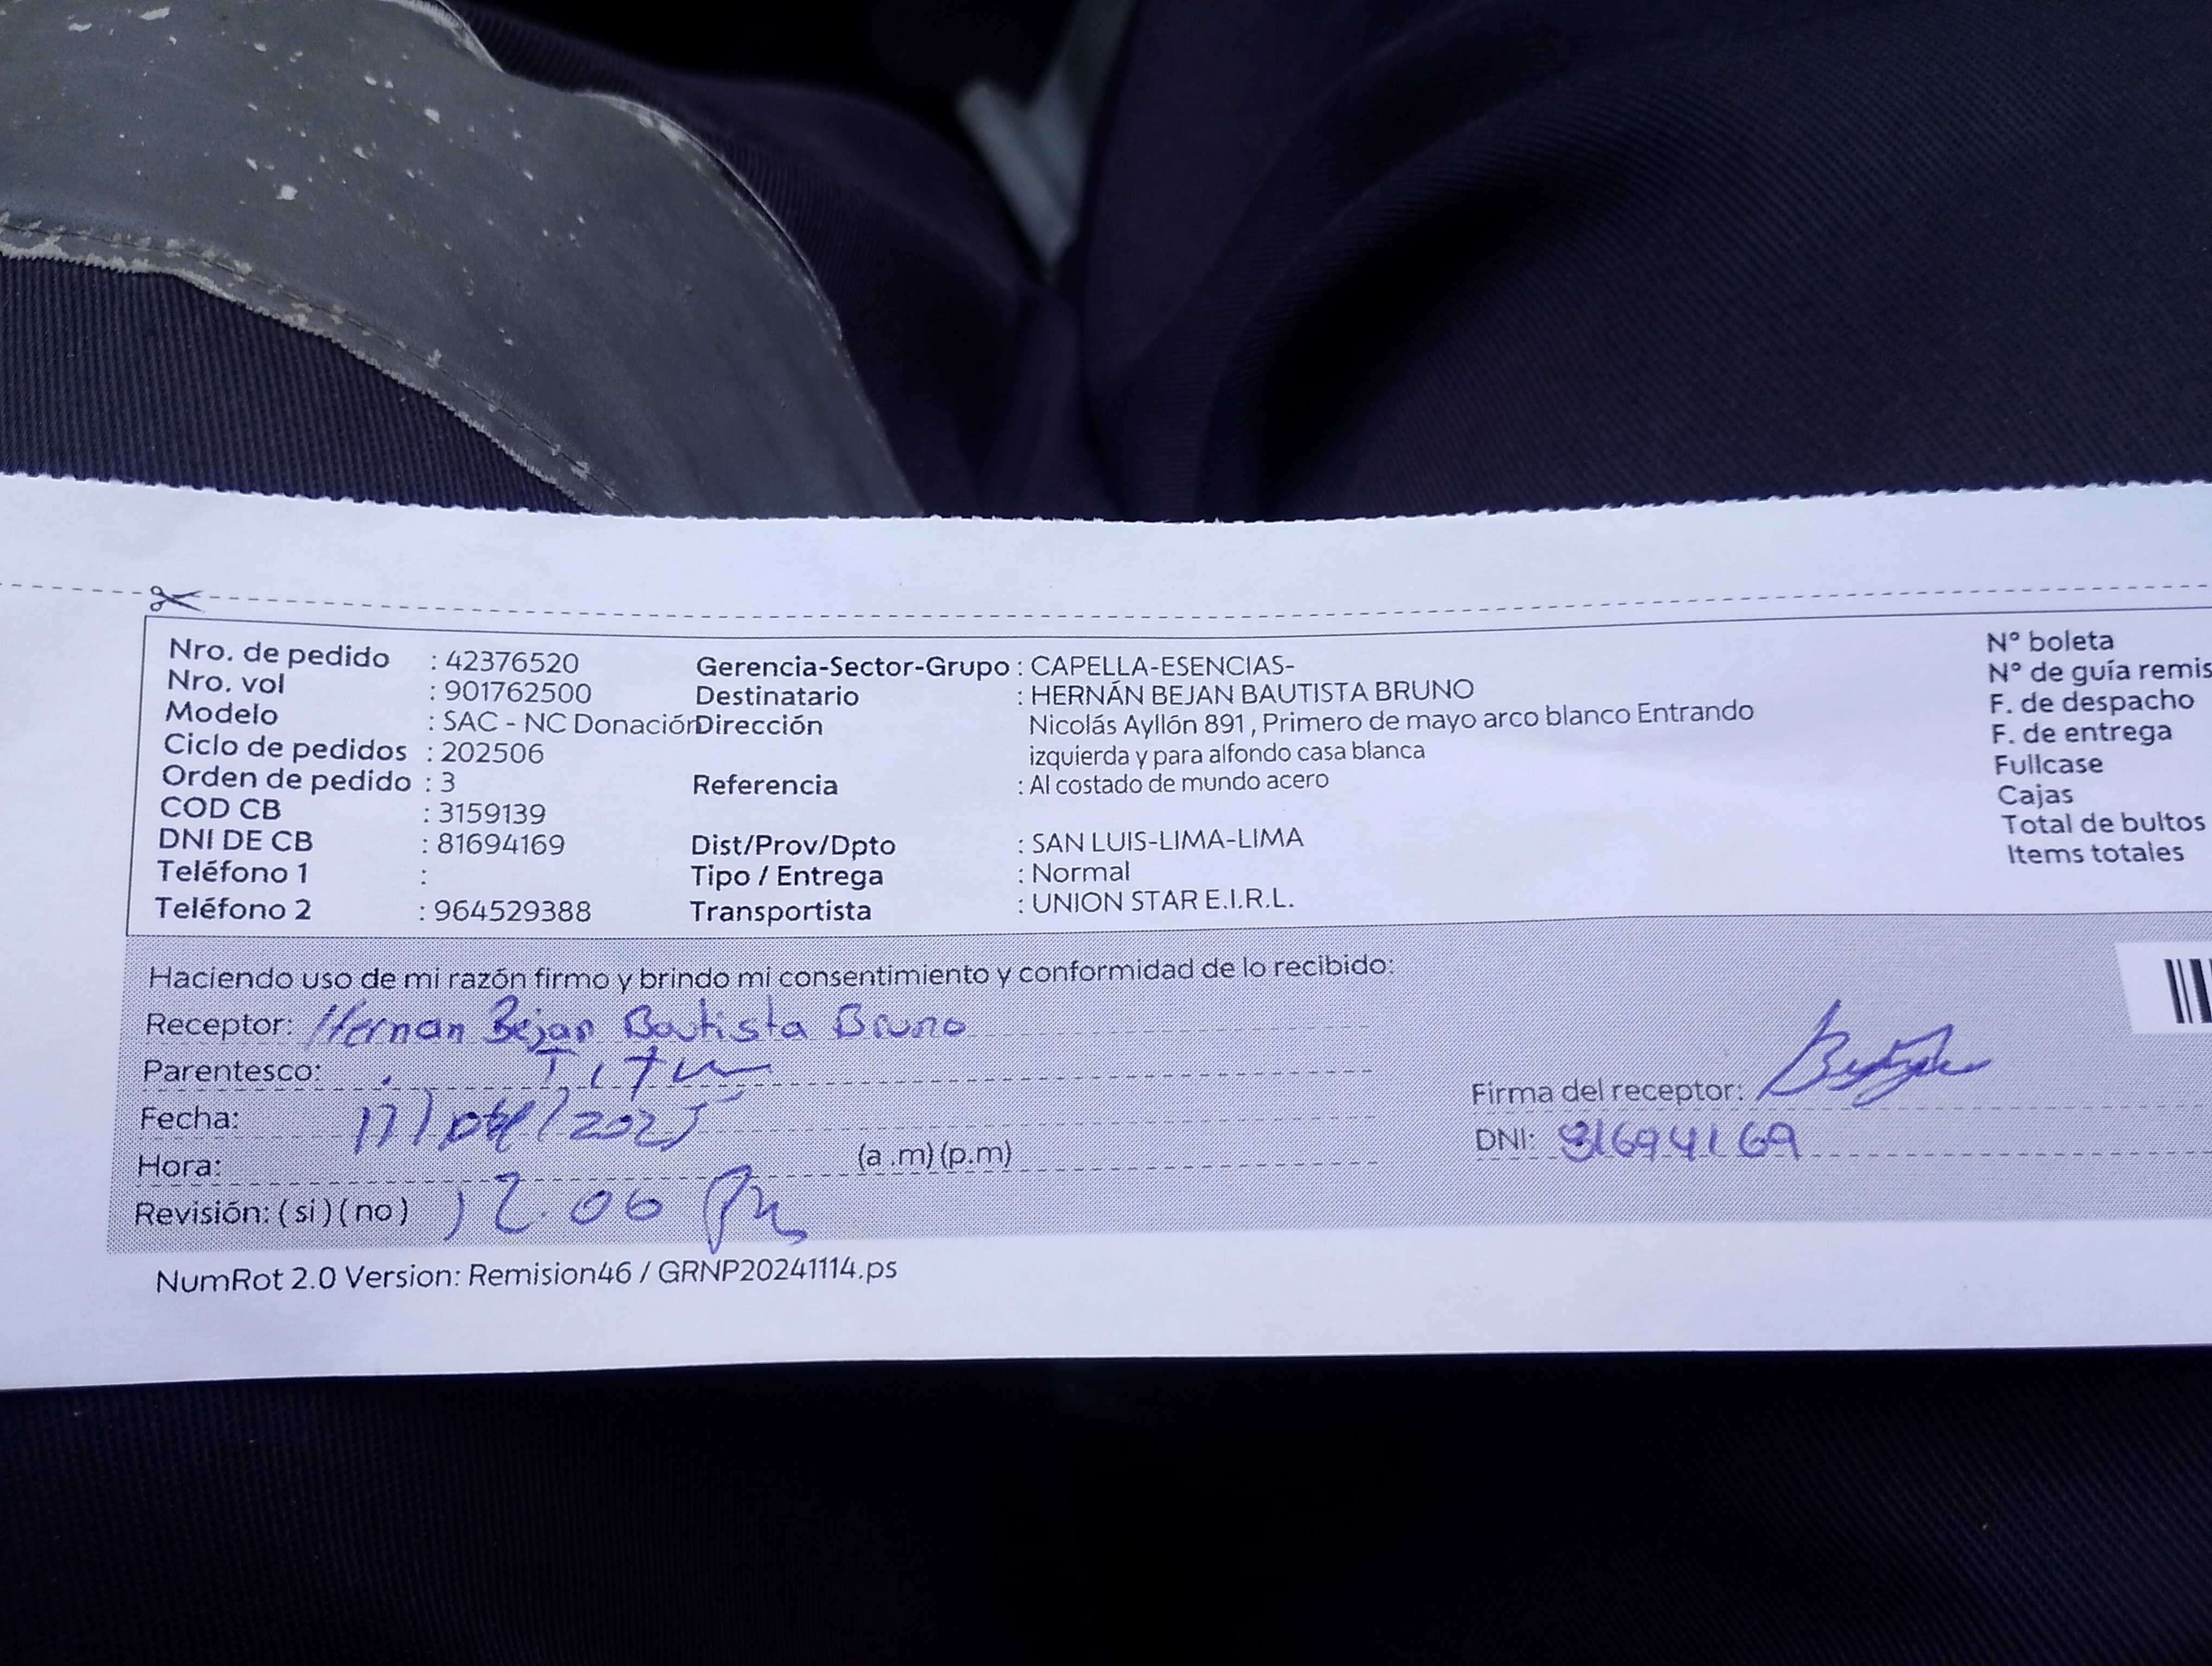 Nro. de pedido : 42376520
Nro. vol : 901762500
Modelo : SAC - NC Donación
Ciclo de pedidos : 202506
Orden de pedido : 3
COD CB : 3159139
DNI DE CB : 81694169
Teléfono 1 :
Teléfono 2 : 964529388
Gerencia-Sector-Grupo : CAPELLA-ESENCIAS-
Destinatario : HERNÁN BEJAN BAUTISTA BRUNO
Dirección Nicolás Ayllón 891 , Primero de mayo arco blanco Entrando
izquierda y para alfondo casa blanca
Referencia : Al costado de mundo acero
Dist/Prov/Dpto : SAN LUIS-LIMA-LIMA
Tipo / Entrega : Normal
Transportista : UNION STAR E.I.R.L.
N° boleta
N° de guía remis
F. de despacho
F. de entrega
Fullcase
Cajas
Total de bultos
Items totales
Haciendo uso de mi razón firmo y brindo mi consentimiento y conformidad de lo recibido:
Receptor: Hernan Bejan Bautista Bruno
Parentesco:
Fecha: /2025
Hora: (a .m) (p.m)
Revisión: ( si ) ( no ) 12.06 Pm
Firma del receptor:
DNI: 81694169
NumRot 2.0 Version: Remision46 / GRNP20241114.ps